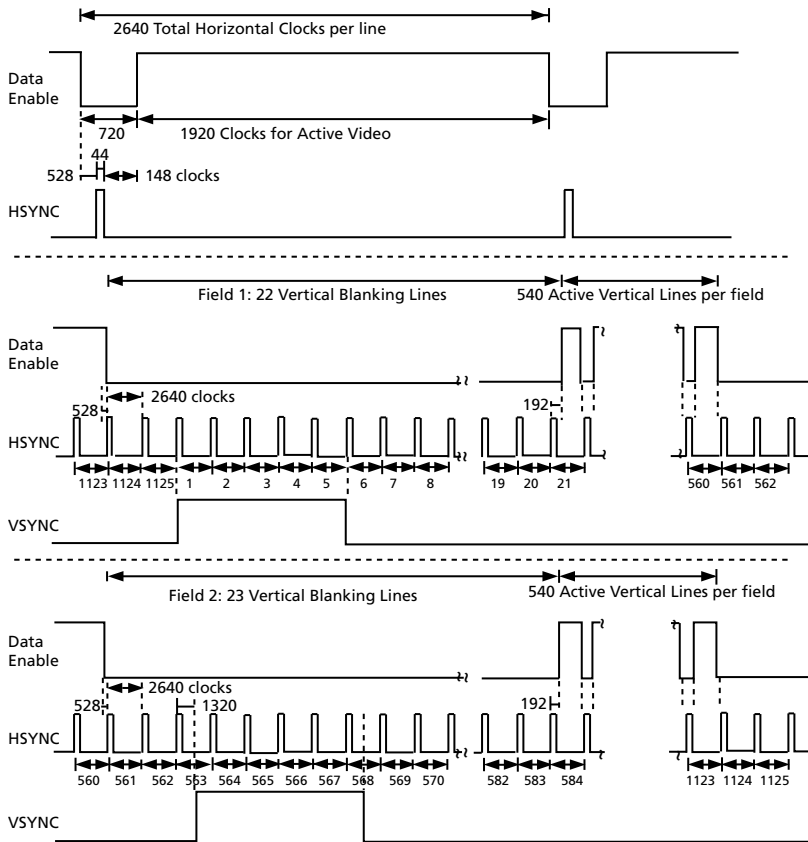 2640 Total Horizontal Clocks per line
Data
Enable
720
1920 Clocks for Active Video
44
528
148 clocks
HSYNC
Field 1: 22 Vertical Blanking Lines
540 Active Vertical Lines per field
Data
Enable
2640 clocks
528
192
HSYNC
1123 1124 1125 1 2 3 4 5 6 7 8 19 20 21 560 561 562
VSYNC
Field 2: 23 Vertical Blanking Lines
540 Active Vertical Lines per field
Data
Enable
2640 clocks
528
1320
192
HSYNC
560 561 562 563 564 565 566 567 568 569 570 582 583 584 1123 1124 1125
VSYNC